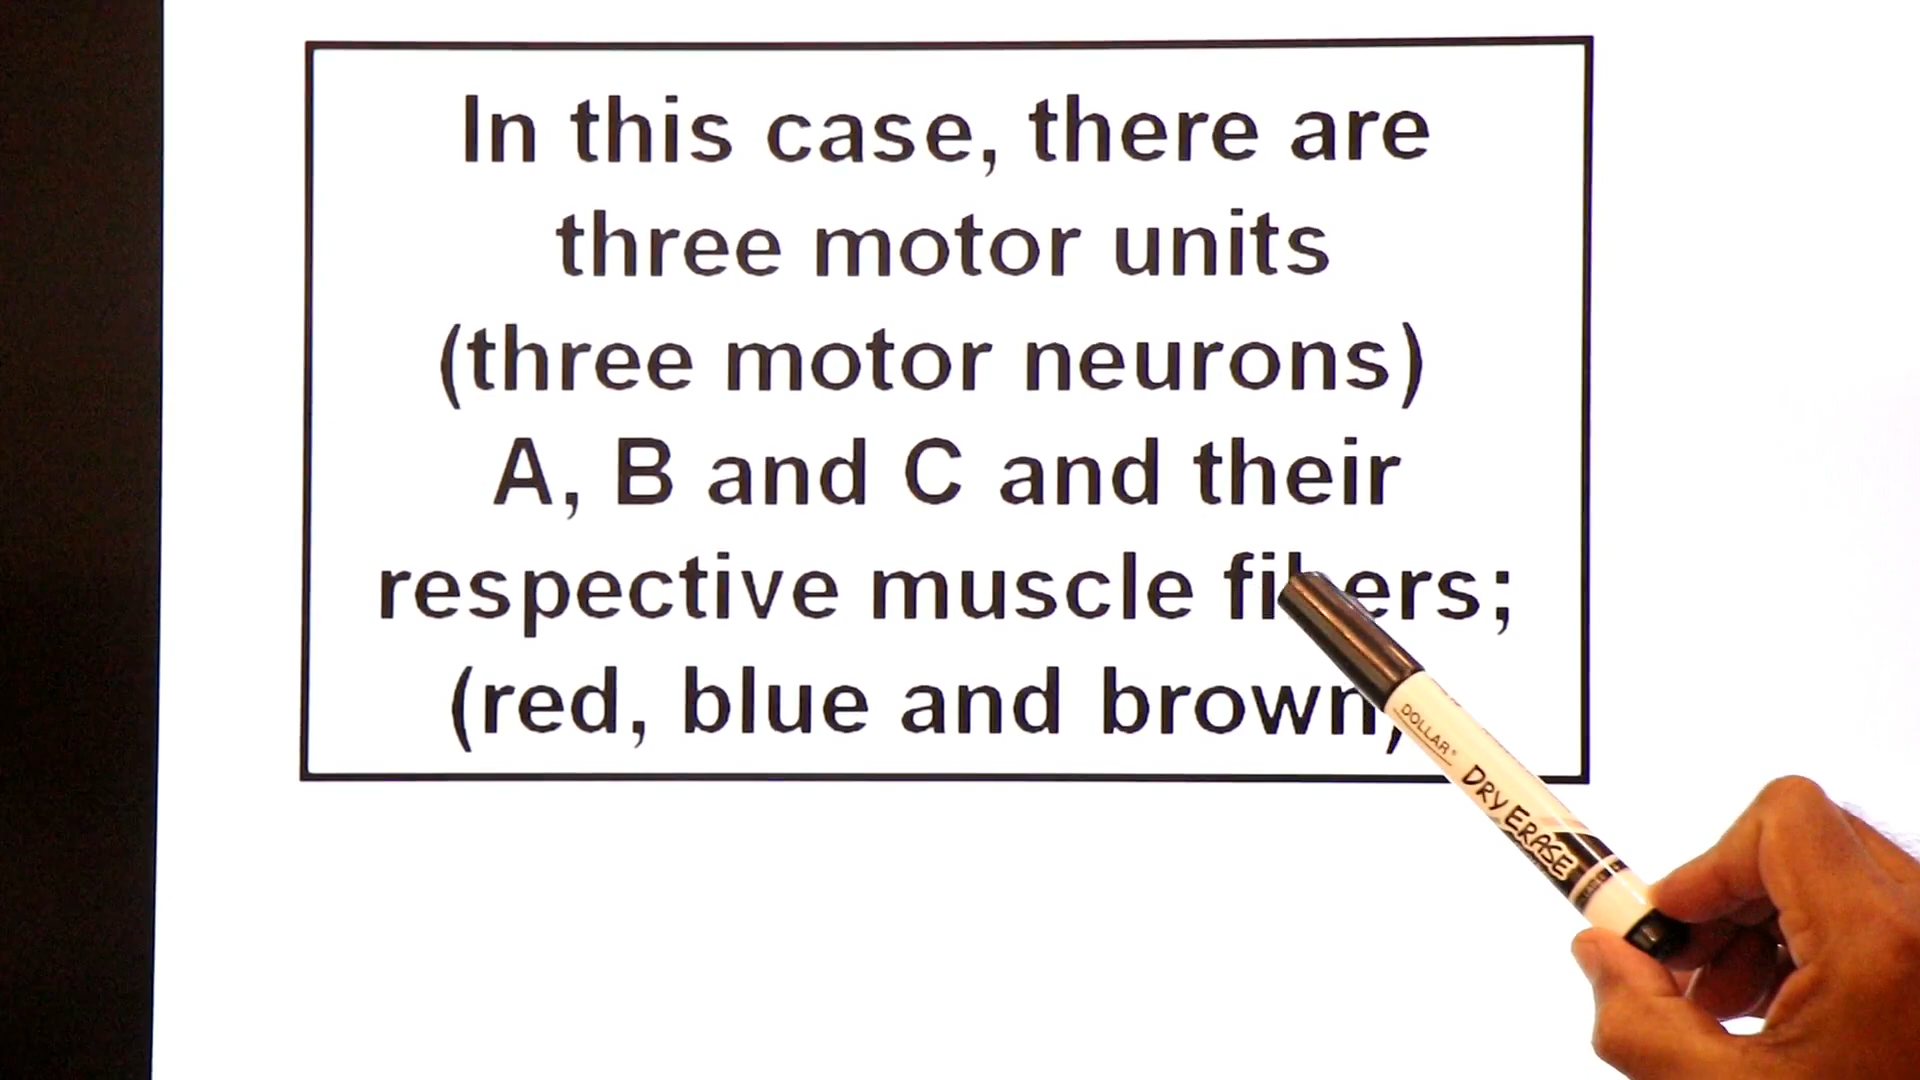 In this case, there are
three motor units
(three motor neurons)
A, B and C and their
respective muscle fibers;
(red, blue and brown)
DOLLAR
DRY ERASE